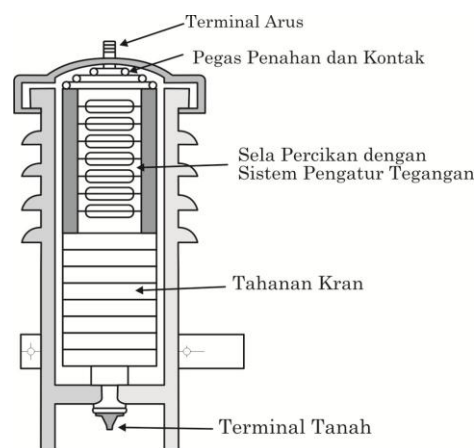 Terminal Arus
Pegas Penahan dan Kontak
Sela Percikan dengan
Sistem Pengatur Tegangan
Tahanan Kran
Terminal Tanah